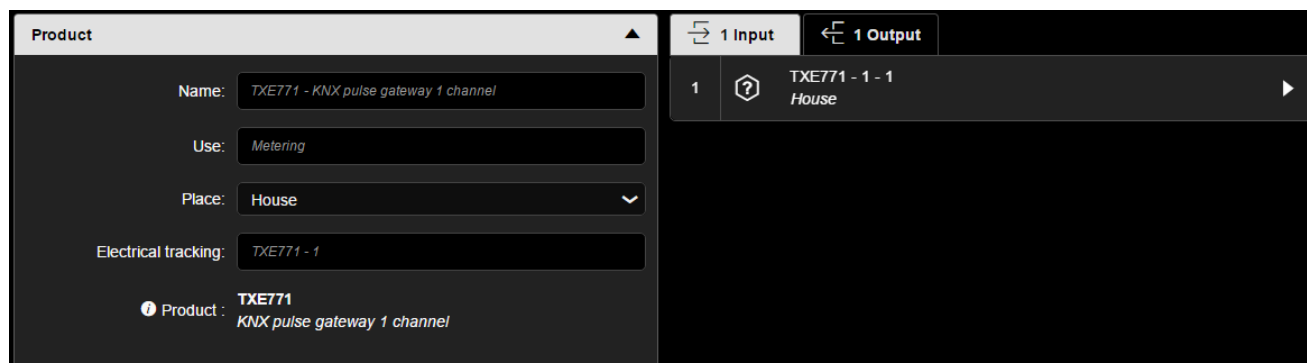 Product
Name: TXE771 - KNX pulse gateway 1 channel
Use: Metering
Place: House
Electrical tracking: TXE771 - 1
Product : TXE771
KNX pulse gateway 1 channel
1 Input
1 Output
1
TXE771 - 1 - 1
House